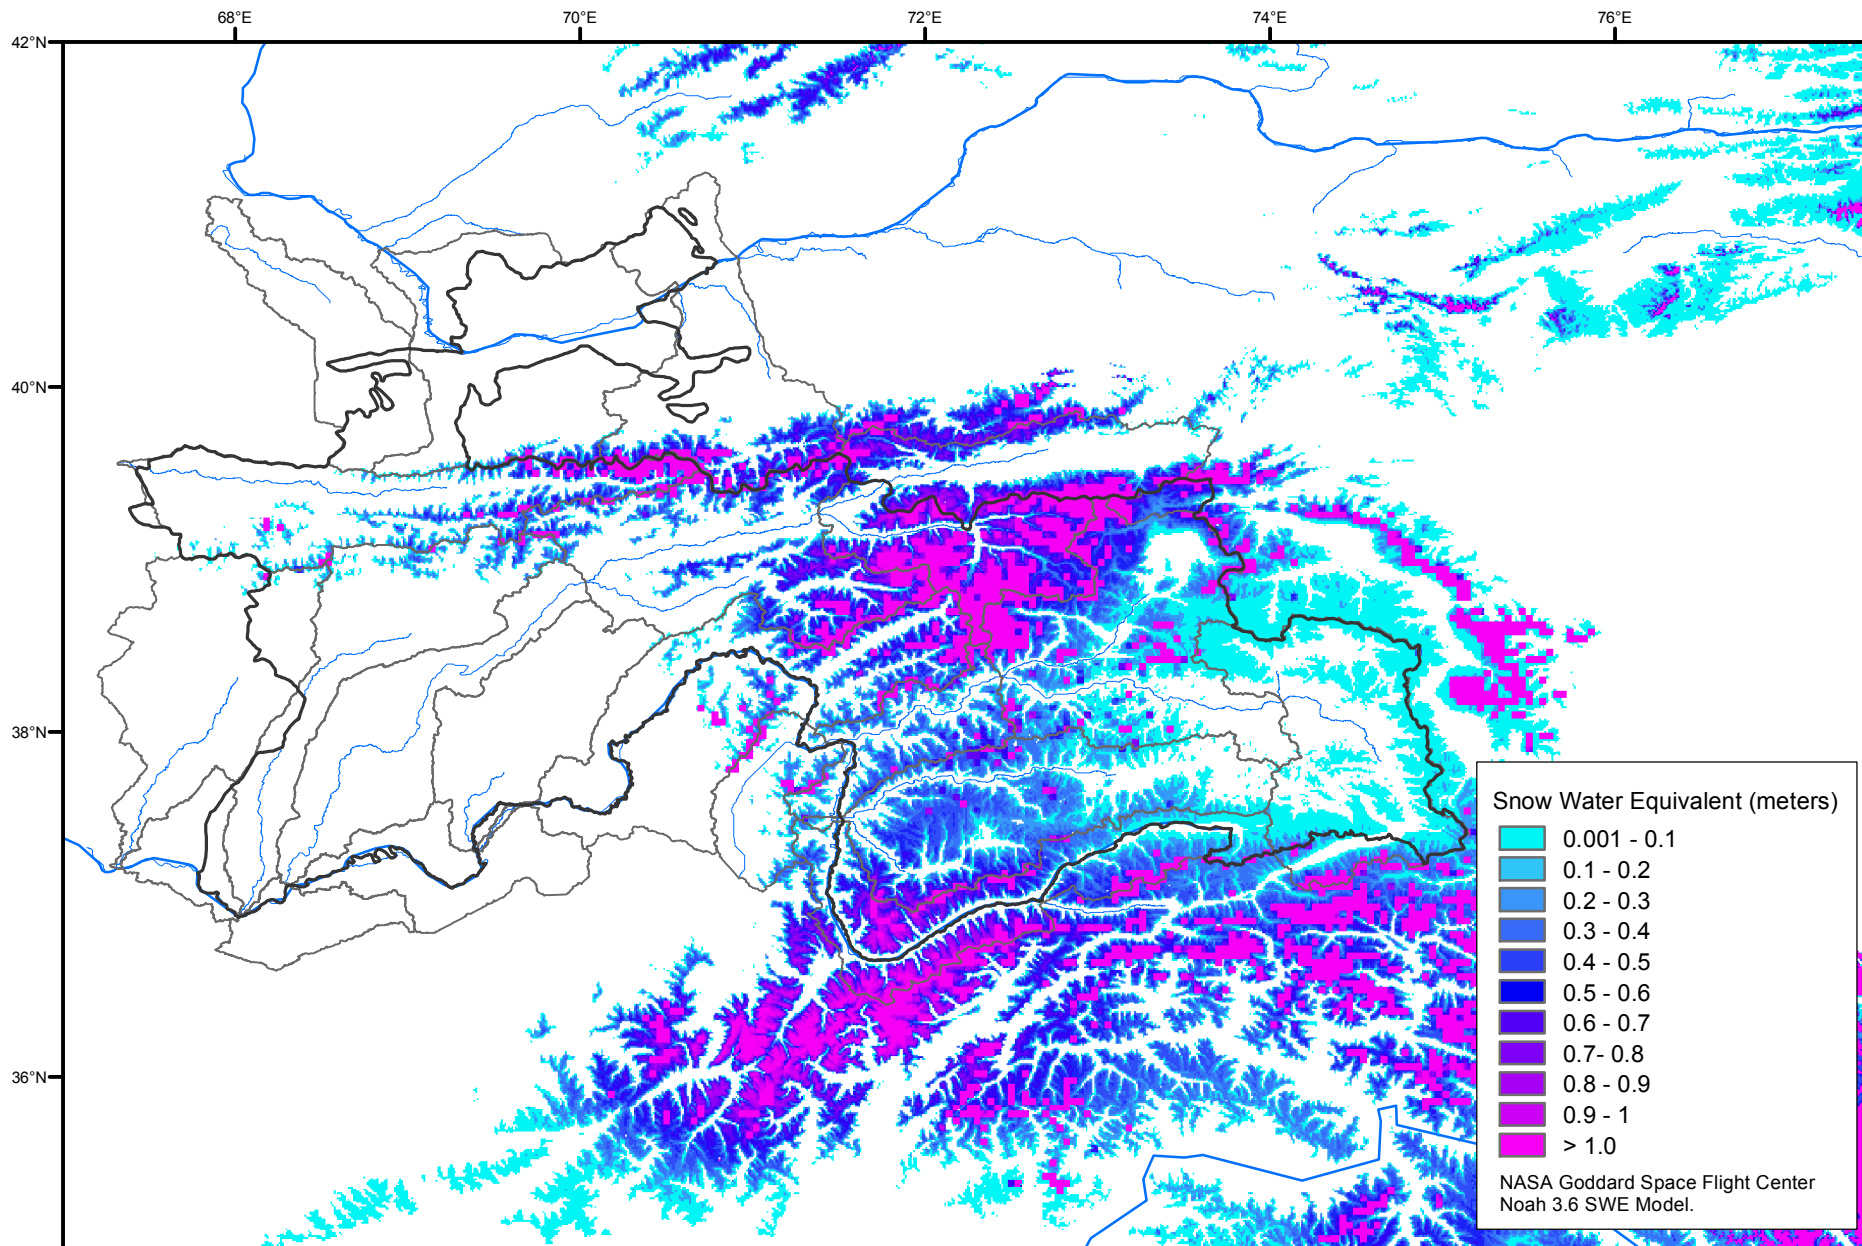 68°E
70°E
72°E
74°E
76°E
42°N
40°N
38°N
36°N
Snow Water Equivalent (meters)
0.001 - 0.1
0.1 - 0.2
0.2 - 0.3
0.3 - 0.4
0.4 - 0.5
0.5 - 0.6
0.6 - 0.7
0.7- 0.8
0.8 - 0.9
0.9 - 1
> 1.0
NASA Goddard Space Flight Center
Noah 3.6 SWE Model.